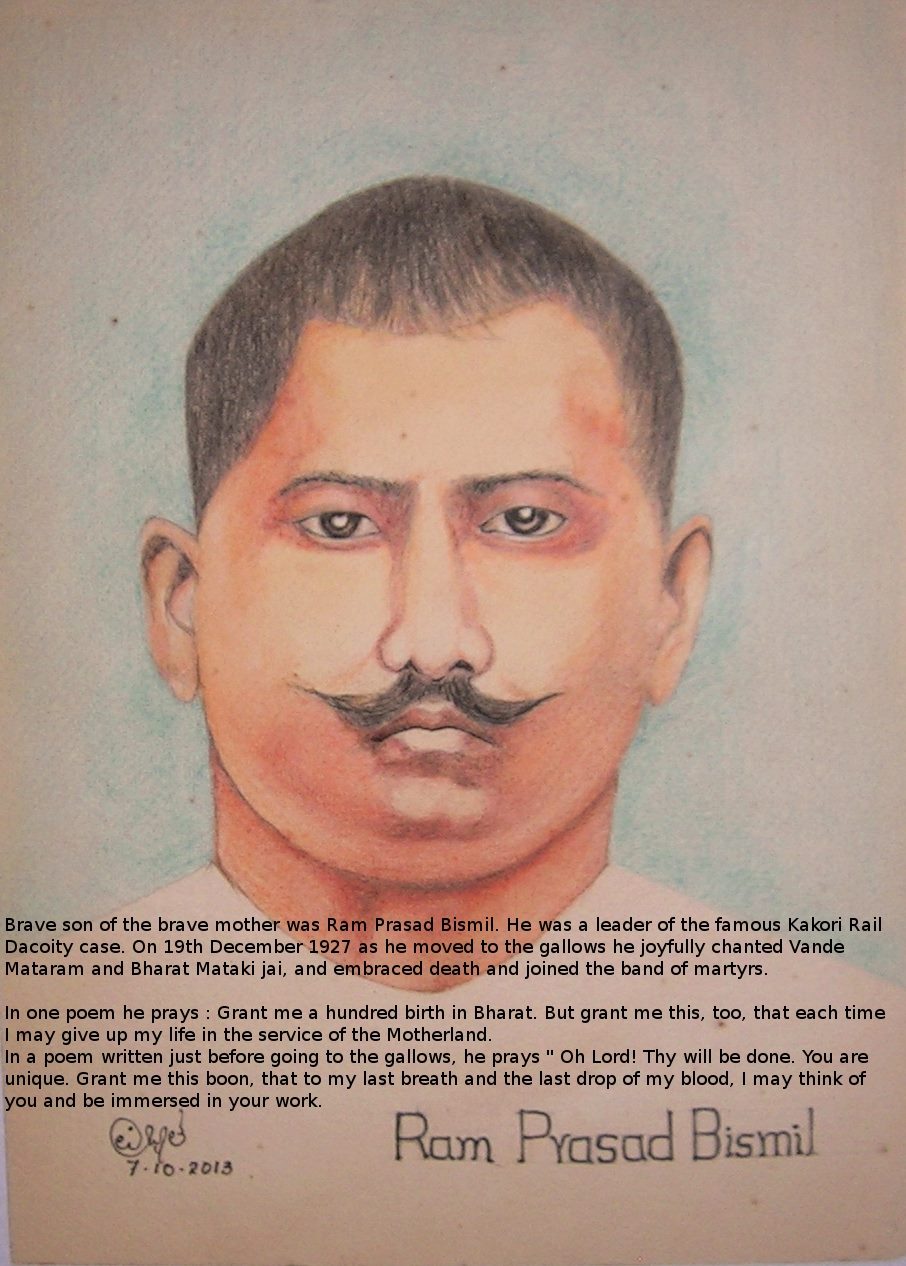 Brave son of the brave mother was Ram Prasad Bismil. He was a leader of the famous Kakori Rail
Dacoity case. On 19th December 1927 as he moved to the gallows he joyfully chanted Vande
Mataram and Bharat Mataki jai, and embraced death and joined the band of martyrs.

In one poem he prays : Grant me a hundred birth in Bharat. But grant me this, too, that each time
I may give up my life in the service of the Motherland.
In a poem written just before going to the gallows, he prays " Oh Lord! Thy will be done. You are
unique. Grant me this boon, that to my last breath and the last drop of my blood, I may think of
you and be immersed in your work.
Ram Prasad Bismil
7-10-2013